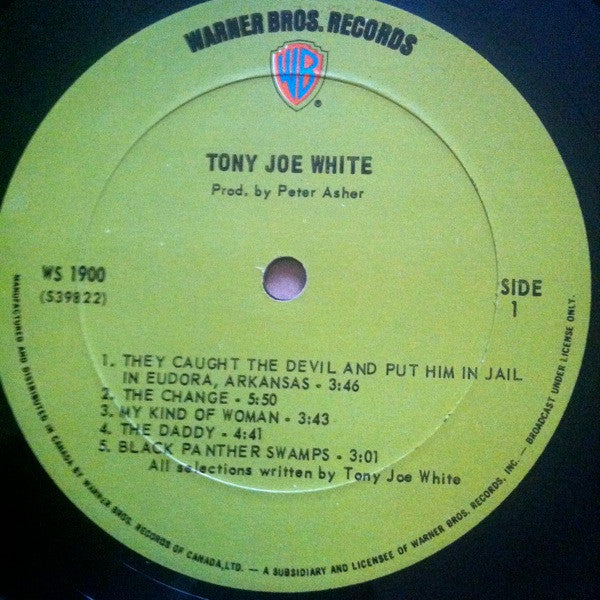 WARNER BROS. RECORDS
WB
®
TONY JOE WHITE
Prod. by Peter Asher
WS 1900
(S39822)
SIDE
1
1. THEY CAUGHT THE DEVIL AND PUT HIM IN JAIL
IN EUDORA, ARKANSAS - 3:46
2. THE CHANGE - 5:50
3. MY KIND OF WOMAN - 3:43
4. THE DADDY - 4:41
5. BLACK PANTHER SWAMPS - 3:01
All selections written by Tony Joe White
MANUFACTURED AND DISTRIBUTED IN CANADA BY WARNER BROS. RECORDS OF CANADA, LTD. — A SUBSIDIARY AND LICENSEE OF WARNER BROS. RECORDS, INC. — BROADCAST UNDER LICENSE ONLY.